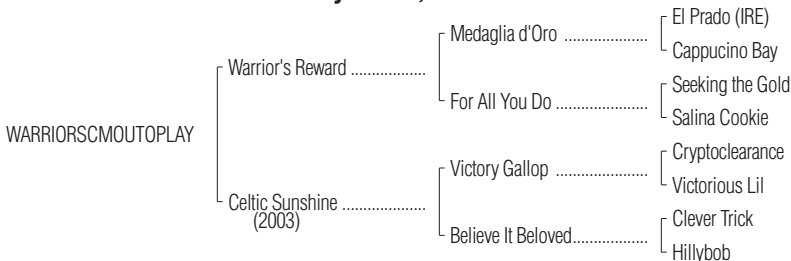 El Prado (IRE)
Medaglia d'Oro ..................
Cappucino Bay
Warrior's Reward ..................
Seeking the Gold
For All You Do ......................
Salina Cookie
WARRIORSCMOUTOPLAY
Cryptoclearance
Victory Gallop ......................
Victorious Lil
Celtic Sunshine ....................
(2003)
Clever Trick
Believe It Beloved..................
Hillybob